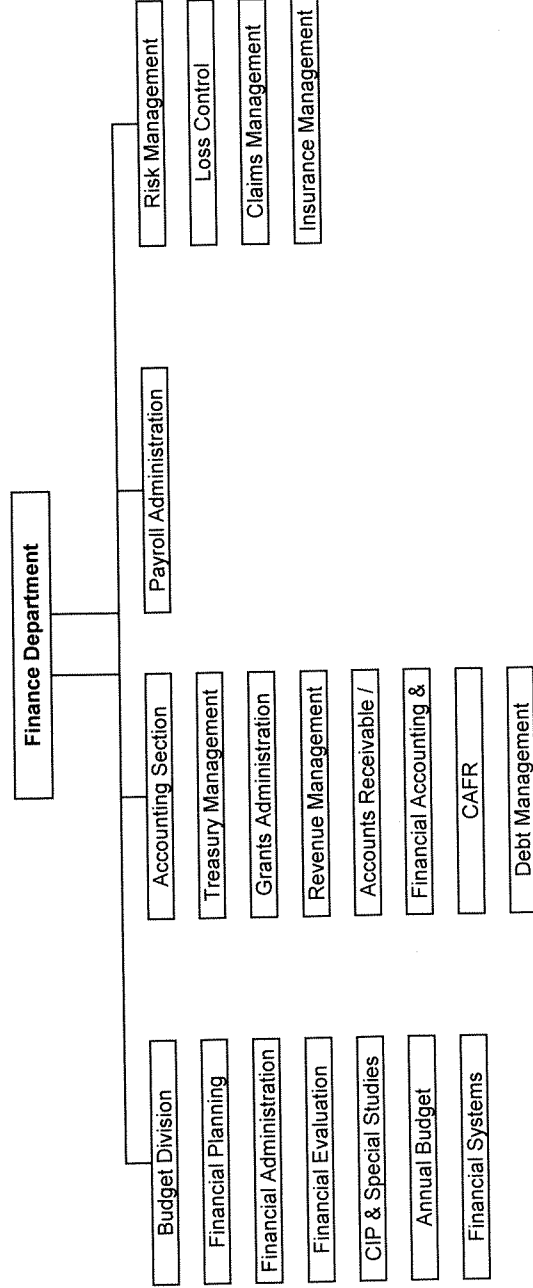 Finance Department
Budget Division
Financial Planning
Financial Administration
Financial Evaluation
CIP & Special Studies
Annual Budget
Financial Systems
Accounting Section
Treasury Management
Grants Administration
Revenue Management
Accounts Receivable /
Financial Accounting &
CAFR
Debt Management
Payroll Administration
Risk Management
Loss Control
Claims Management
Insurance Management